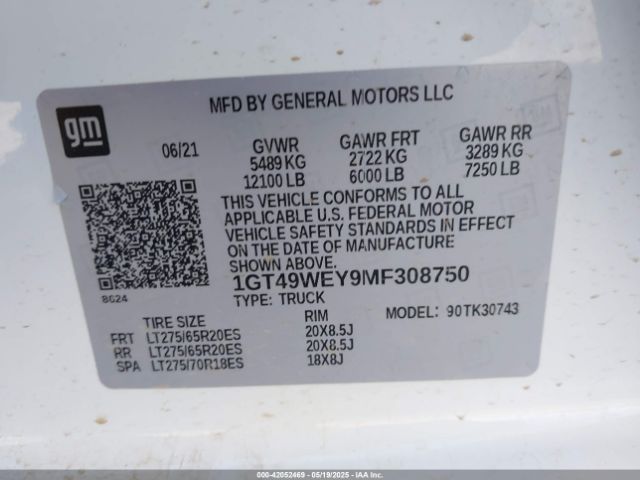 gm
MFD BY GENERAL MOTORS LLC
06/21
GVWR GAWR FRT GAWR RR
5489 KG 2722 KG 3289 KG
12100 LB 6000 LB 7250 LB
THIS VEHICLE CONFORMS TO ALL
APPLICABLE U.S. FEDERAL MOTOR
VEHICLE SAFETY STANDARDS IN EFFECT
ON THE DATE OF MANUFACTURE
SHOWN ABOVE.
1GT49WEY9MF308750
8G24
TYPE: TRUCK MODEL: 90TK30743
TIRE SIZE RIM
FRT LT275/65R20ES 20X8.5J
RR LT275/65R20ES 20X8.5J
SPA LT275/70R18ES 18X8J
000-42052469 - 05/19/2025 - IAAI.COM